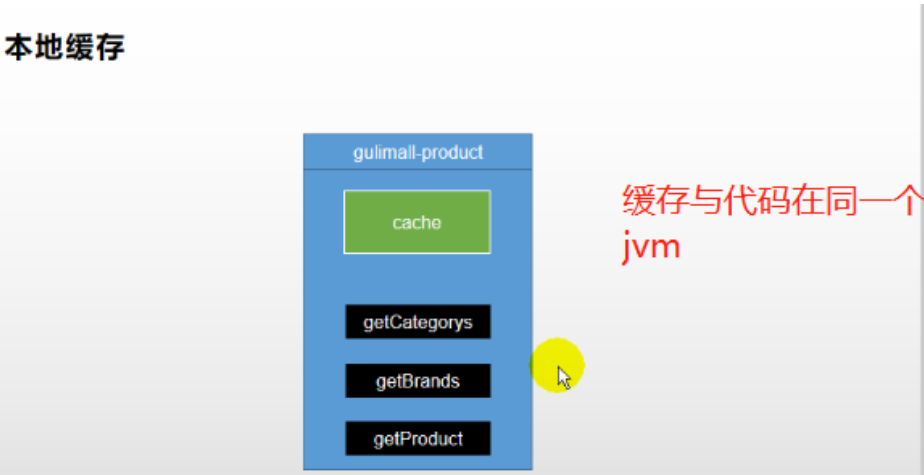 本地缓存
gulimall-product
cache
缓存与代码在同一个
jvm
getCategorys
getBrands
getProduct